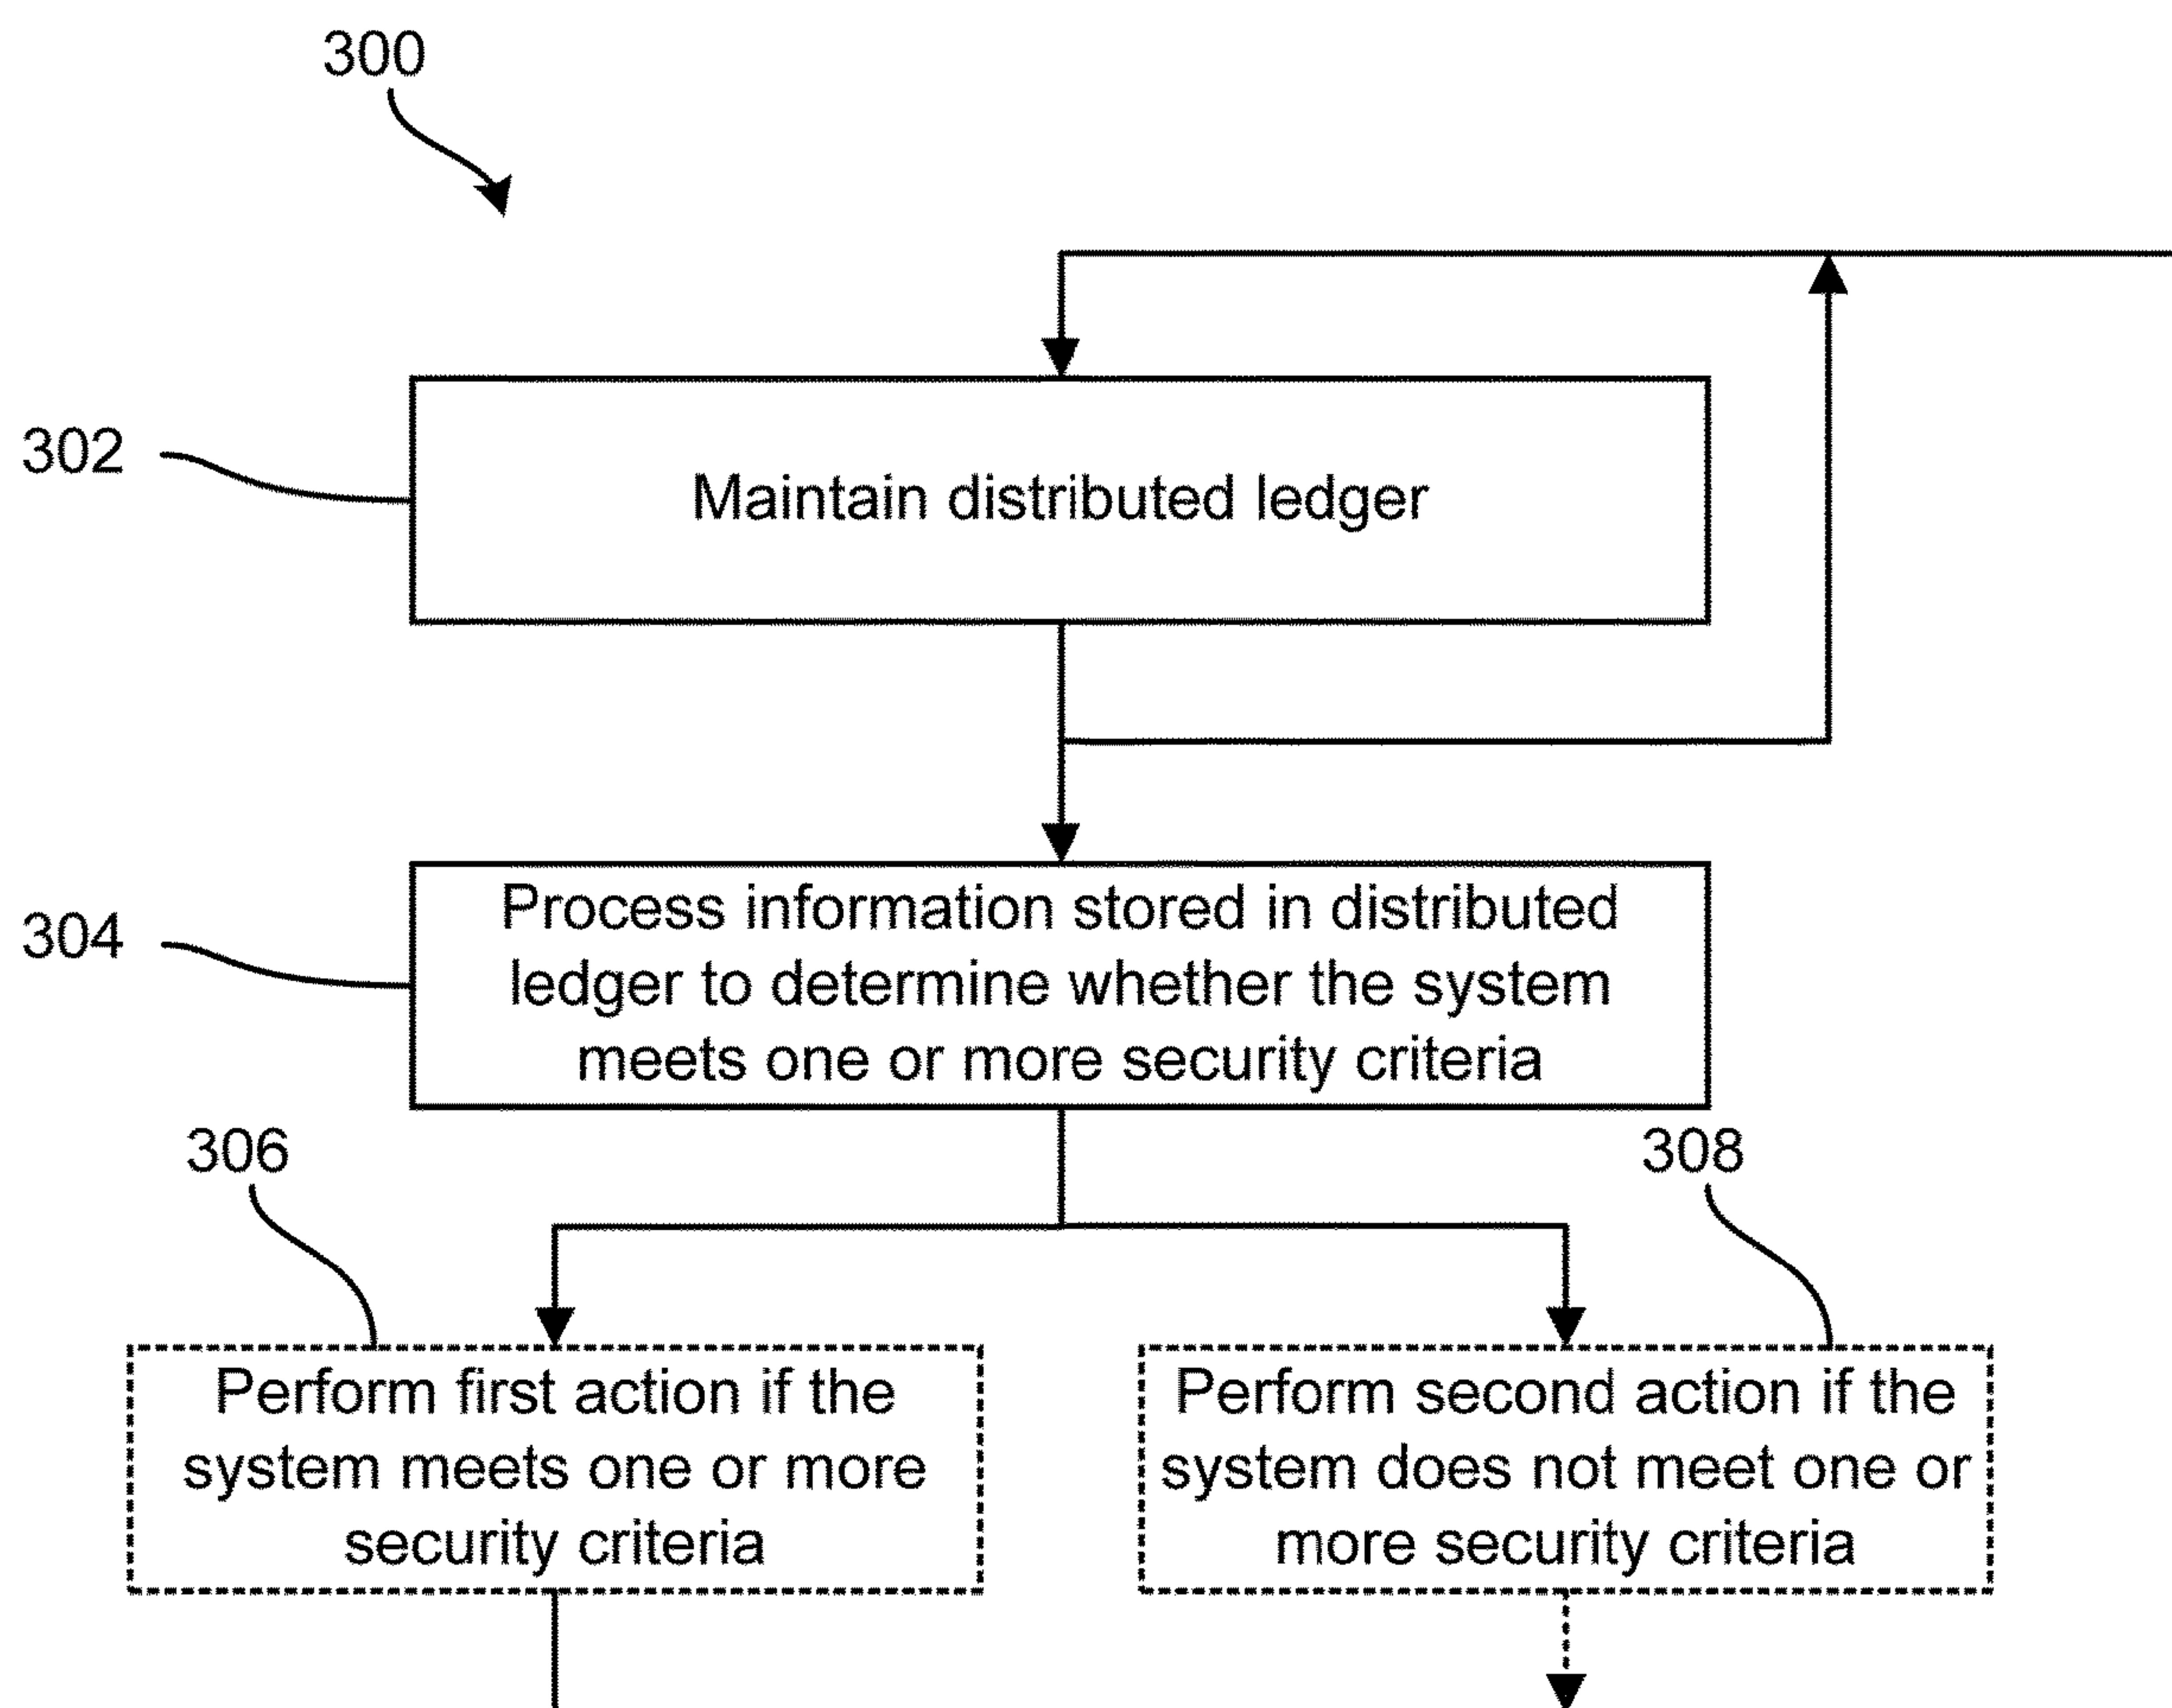 300
302
Maintain distributed ledger
304
Process information stored in distributed
ledger to determine whether the system
meets one or more security criteria
306
308
Perform first action if the
system meets one or more
security criteria
Perform second action if the
system does not meet one or
more security criteria